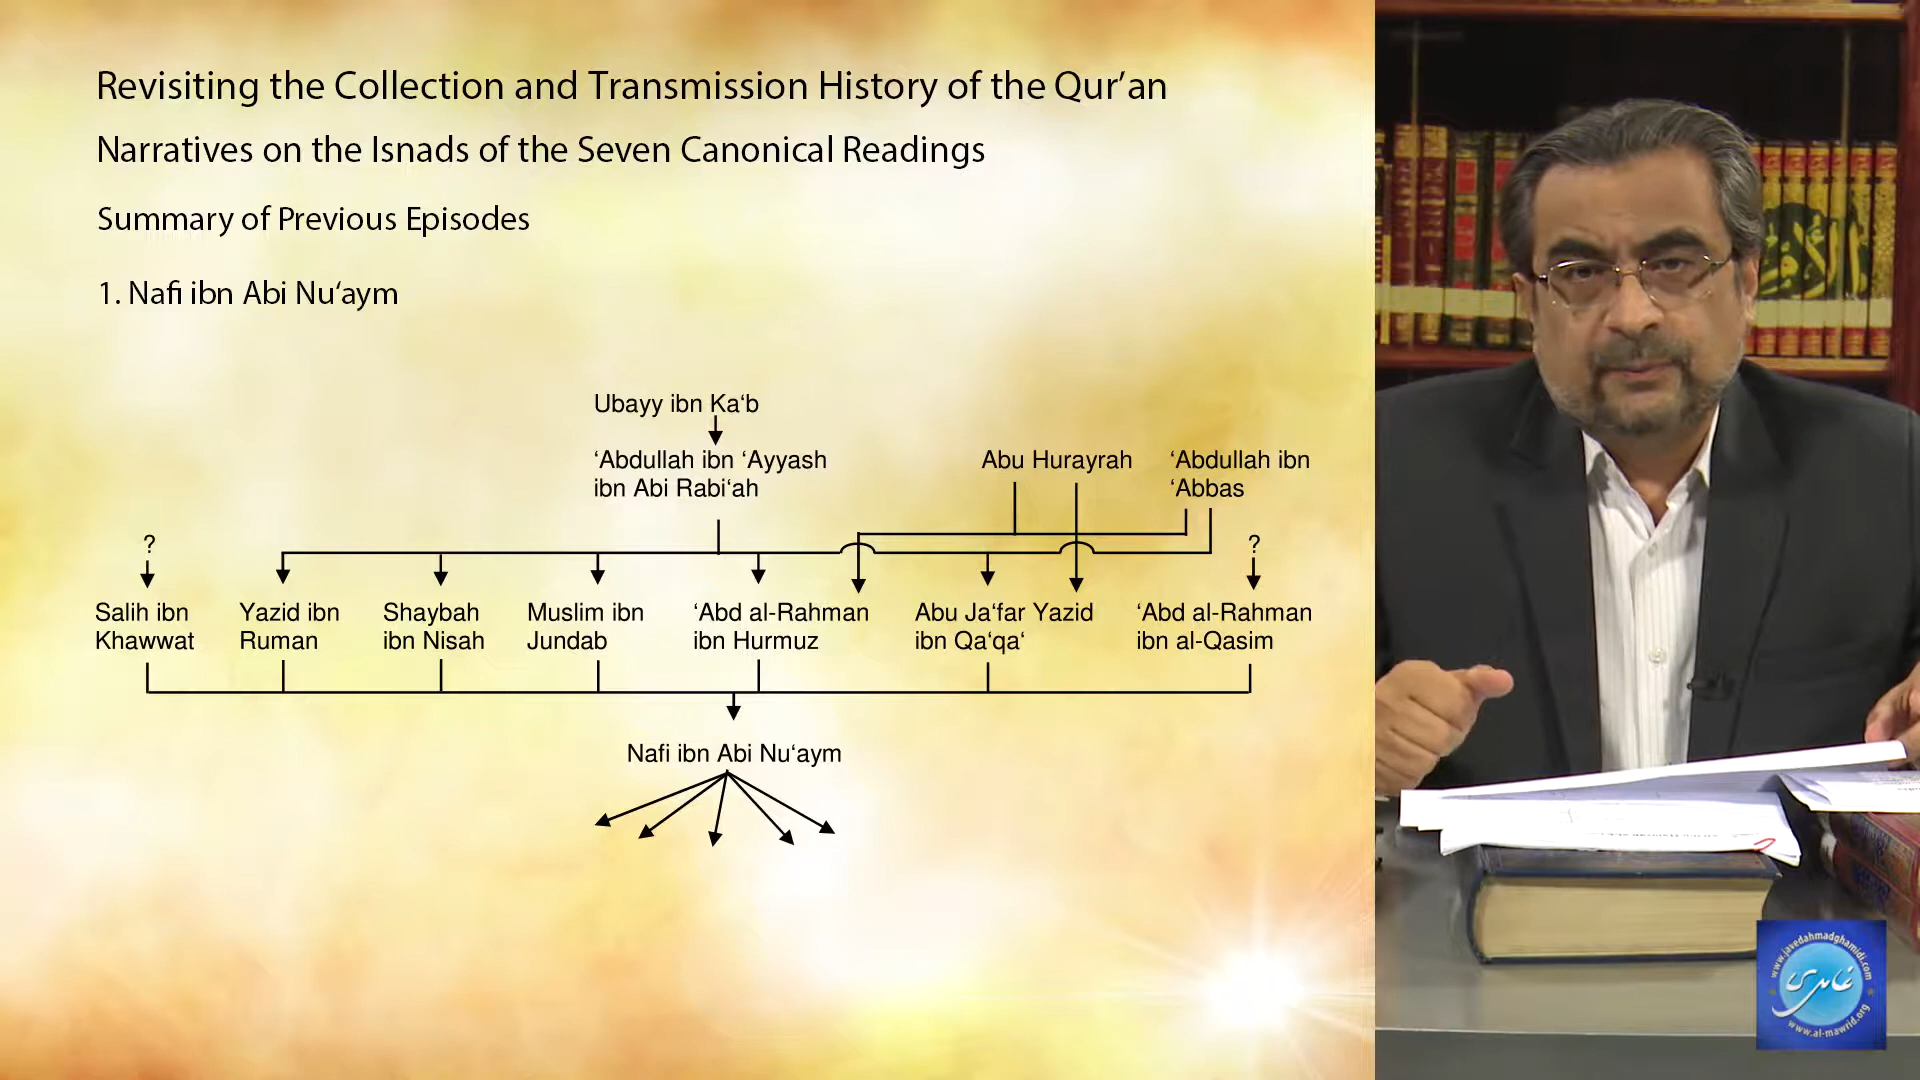 Revisiting the Collection and Transmission History of the Qur’an
Narratives on the Isnads of the Seven Canonical Readings
Summary of Previous Episodes
1. Nafi ibn Abi Nu‘aym
Ubayy ibn Ka‘b
‘Abdullah ibn ‘Ayyash
ibn Abi Rabi‘ah
Abu Hurayrah
‘Abdullah ibn
‘Abbas
?
?
Salih ibn
Khawwat
Yazid ibn
Ruman
Shaybah
ibn Nisah
Muslim ibn
Jundab
‘Abd al-Rahman
ibn Hurmuz
Abu Ja‘far Yazid
ibn Qa‘qa‘
‘Abd al-Rahman
ibn al-Qasim
Nafi ibn Abi Nu‘aym
www.javedahmadghamidi.com
غامدی
www.al-mawrid.org